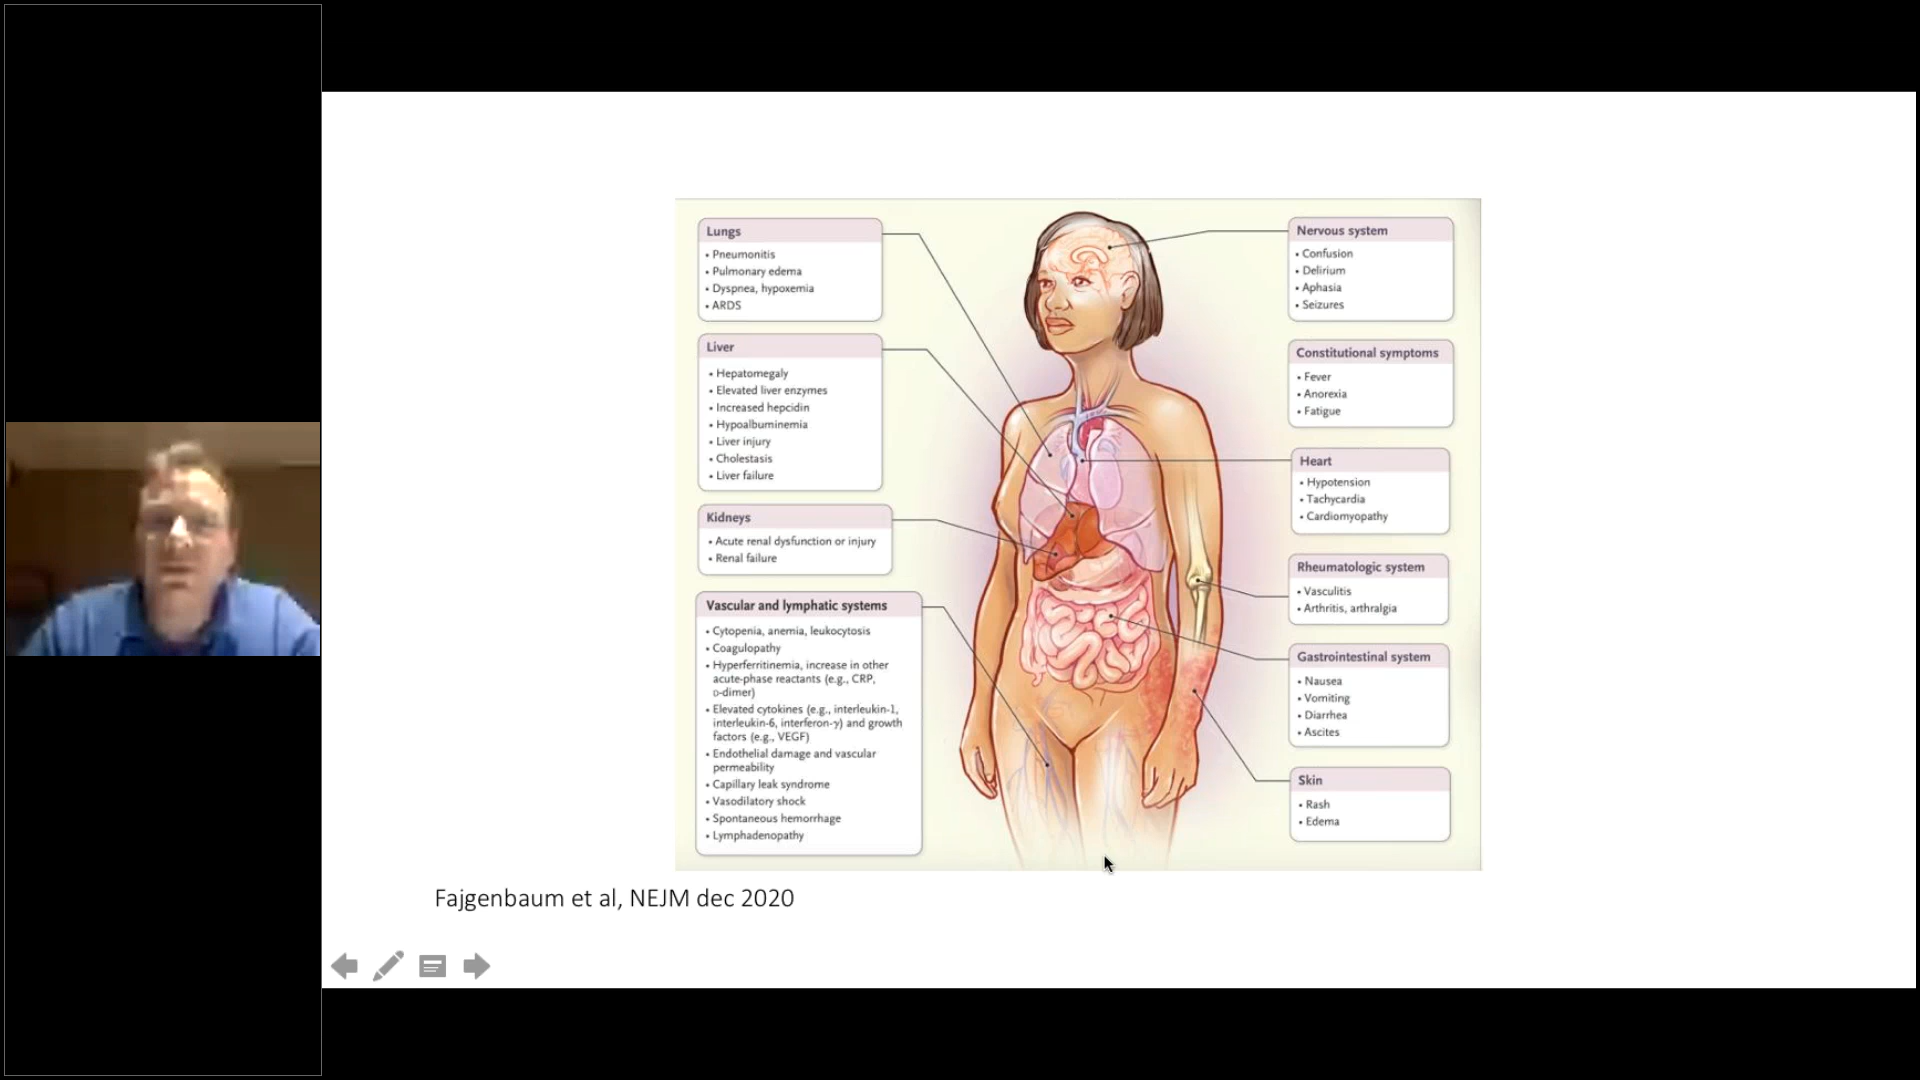 Lungs
• Pneumonitis
• Pulmonary edema
• Dyspnea, hypoxemia
• ARDS
Liver
• Hepatomegaly
• Elevated liver enzymes
• Increased hepcidin
• Hypoalbuminemia
• Liver injury
• Cholestasis
• Liver failure
Kidneys
• Acute renal dysfunction or injury
• Renal failure
Vascular and lymphatic systems
• Cytopenia, anemia, leukocytosis
• Coagulopathy
• Hyperferritinemia, increase in other
acute-phase reactants (e.g., CRP,
D-dimer)
• Elevated cytokines (e.g., interleukin-1,
interleukin-6, interferon-γ) and growth
factors (e.g., VEGF)
• Endothelial damage and vascular
permeability
• Capillary leak syndrome
• Vasodilatory shock
• Spontaneous hemorrhage
• Lymphadenopathy
Nervous system
• Confusion
• Delirium
• Aphasia
• Seizures
Constitutional symptoms
• Fever
• Anorexia
• Fatigue
Heart
• Hypotension
• Tachycardia
• Cardiomyopathy
Rheumatologic system
• Vasculitis
• Arthritis, arthralgia
Gastrointestinal system
• Nausea
• Vomiting
• Diarrhea
• Ascites
Skin
• Rash
• Edema
Fajgenbaum et al, NEJM dec 2020